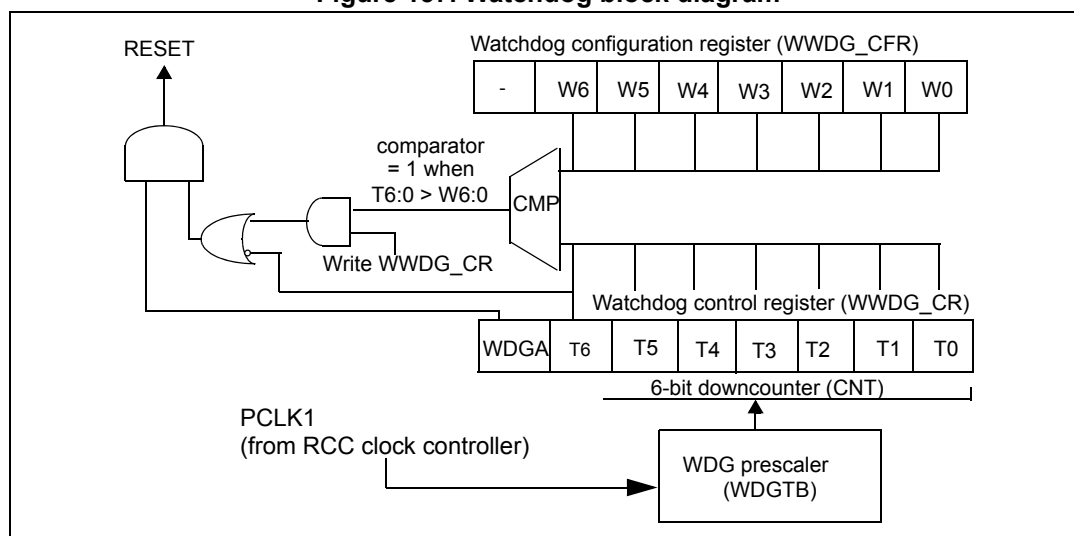 Figure Watchdog block diagram
RESET
Watchdog configuration register (WWDG_CFR)
- W6 W5 W4 W3 W2 W1 W0
comparator
= 1 when
T6:0 > W6:0
CMP
Write WWDG_CR
Watchdog control register (WWDG_CR)
WDGA T6 T5 T4 T3 T2 T1 T0
6-bit downcounter (CNT)
PCLK1
(from RCC clock controller)
WDG prescaler
(WDGTB)